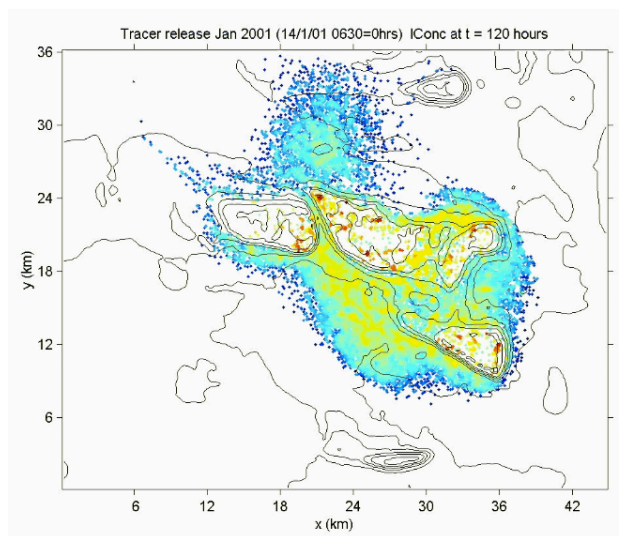 Tracer release Jan 2001 (14/1/01 0630=0hrs) IConc at t = 120 hours
36
30
24
18
12
6
y (km)
6 12 18 24 30 36 42
x (km)